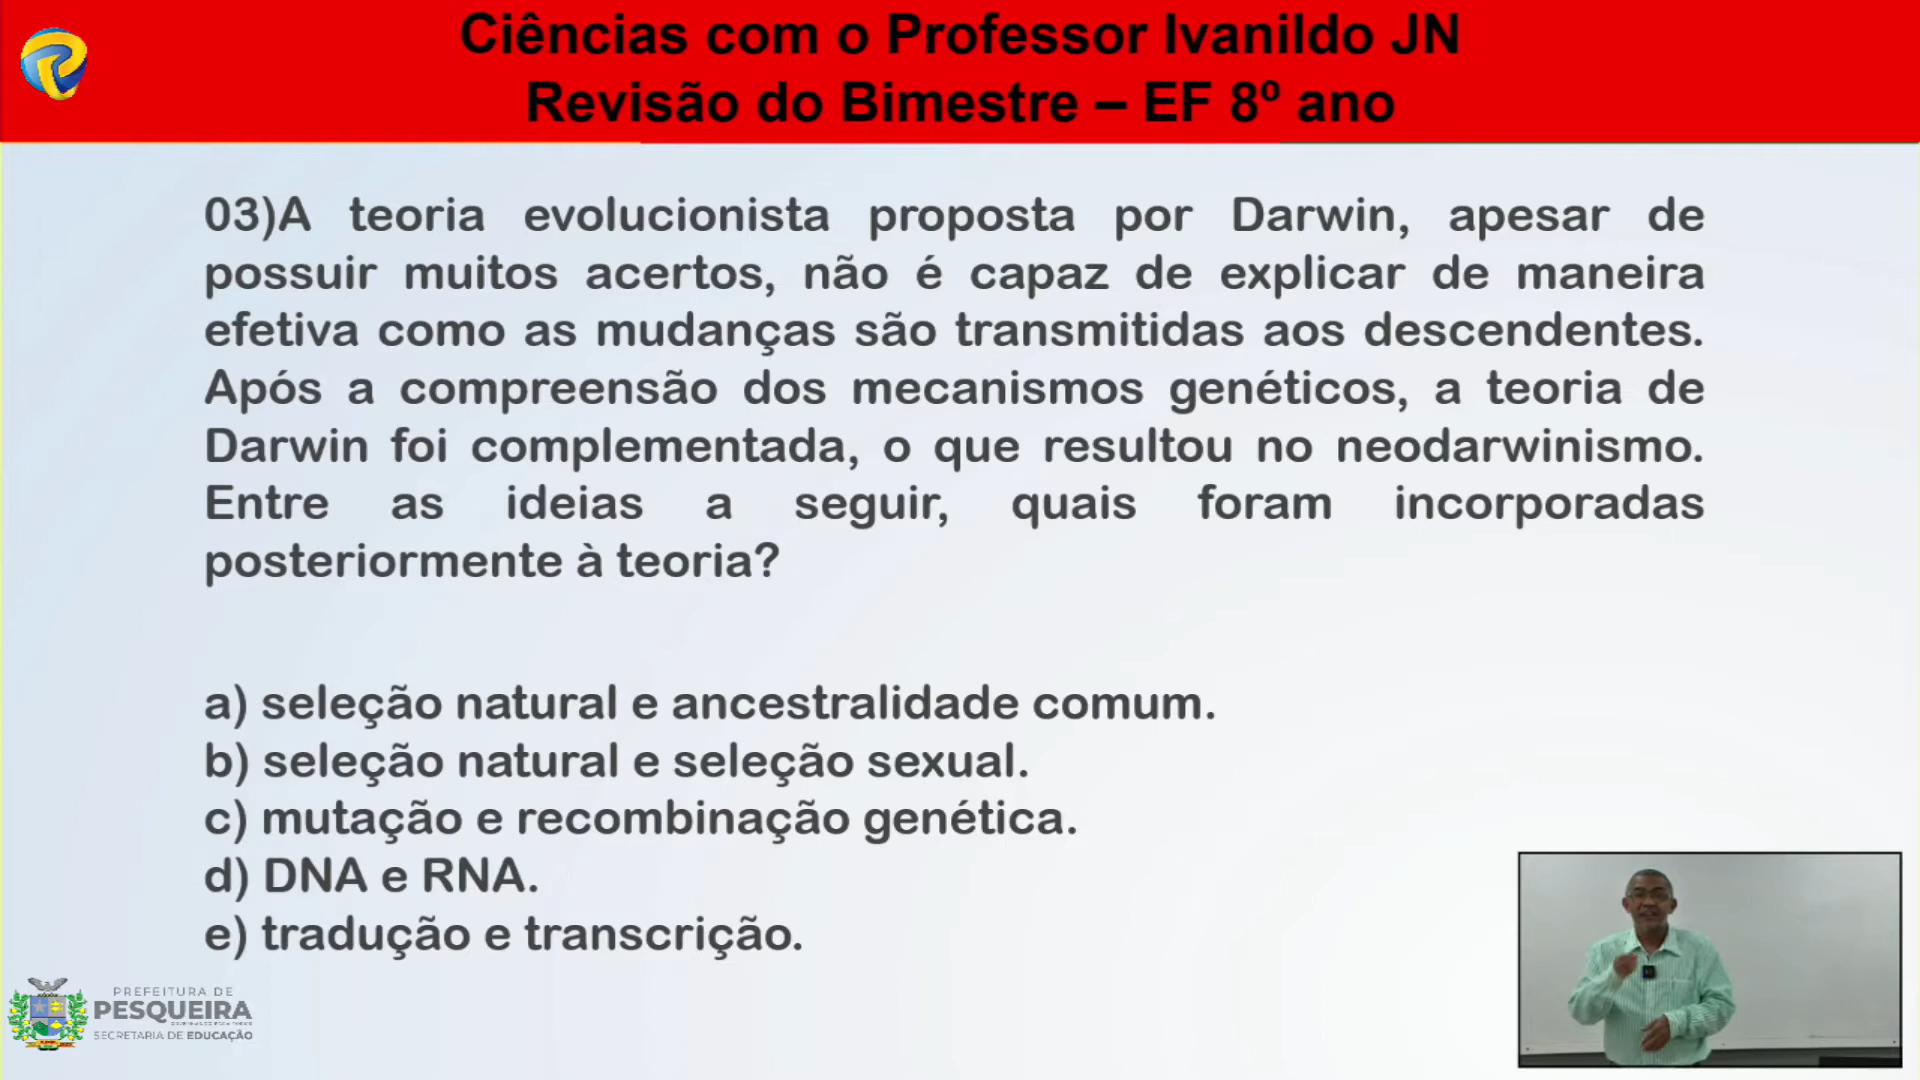 Ciências com o Professor Ivanildo JN
Revisão do Bimestre – EF 8º ano
03)A teoria evolucionista proposta por Darwin, apesar de
possuir muitos acertos, não é capaz de explicar de maneira
efetiva como as mudanças são transmitidas aos descendentes.
Após a compreensão dos mecanismos genéticos, a teoria de
Darwin foi complementada, o que resultou no neodarwinismo.
Entre as ideias a seguir, quais foram incorporadas
posteriormente à teoria?
a) seleção natural e ancestralidade comum.
b) seleção natural e seleção sexual.
c) mutação e recombinação genética.
d) DNA e RNA.
e) tradução e transcrição.
PREFEITURA DE
PESQUEIRA
SECRETARIA DE EDUCAÇÃO